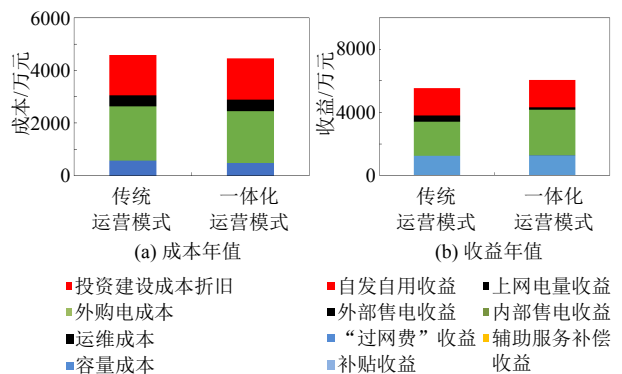 6000
4000
2000
0
成本/万元
传统
运营模式
一体化
运营模式
(a) 成本年值
8000
4000
0
收益/万元
传统
运营模式
一体化
运营模式
(b) 收益年值
投资建设成本折旧
外购电成本
运维成本
容量成本
自发自用收益
上网电量收益
外部售电收益
内部售电收益
“过网费”收益
辅助服务补偿
收益
补贴收益